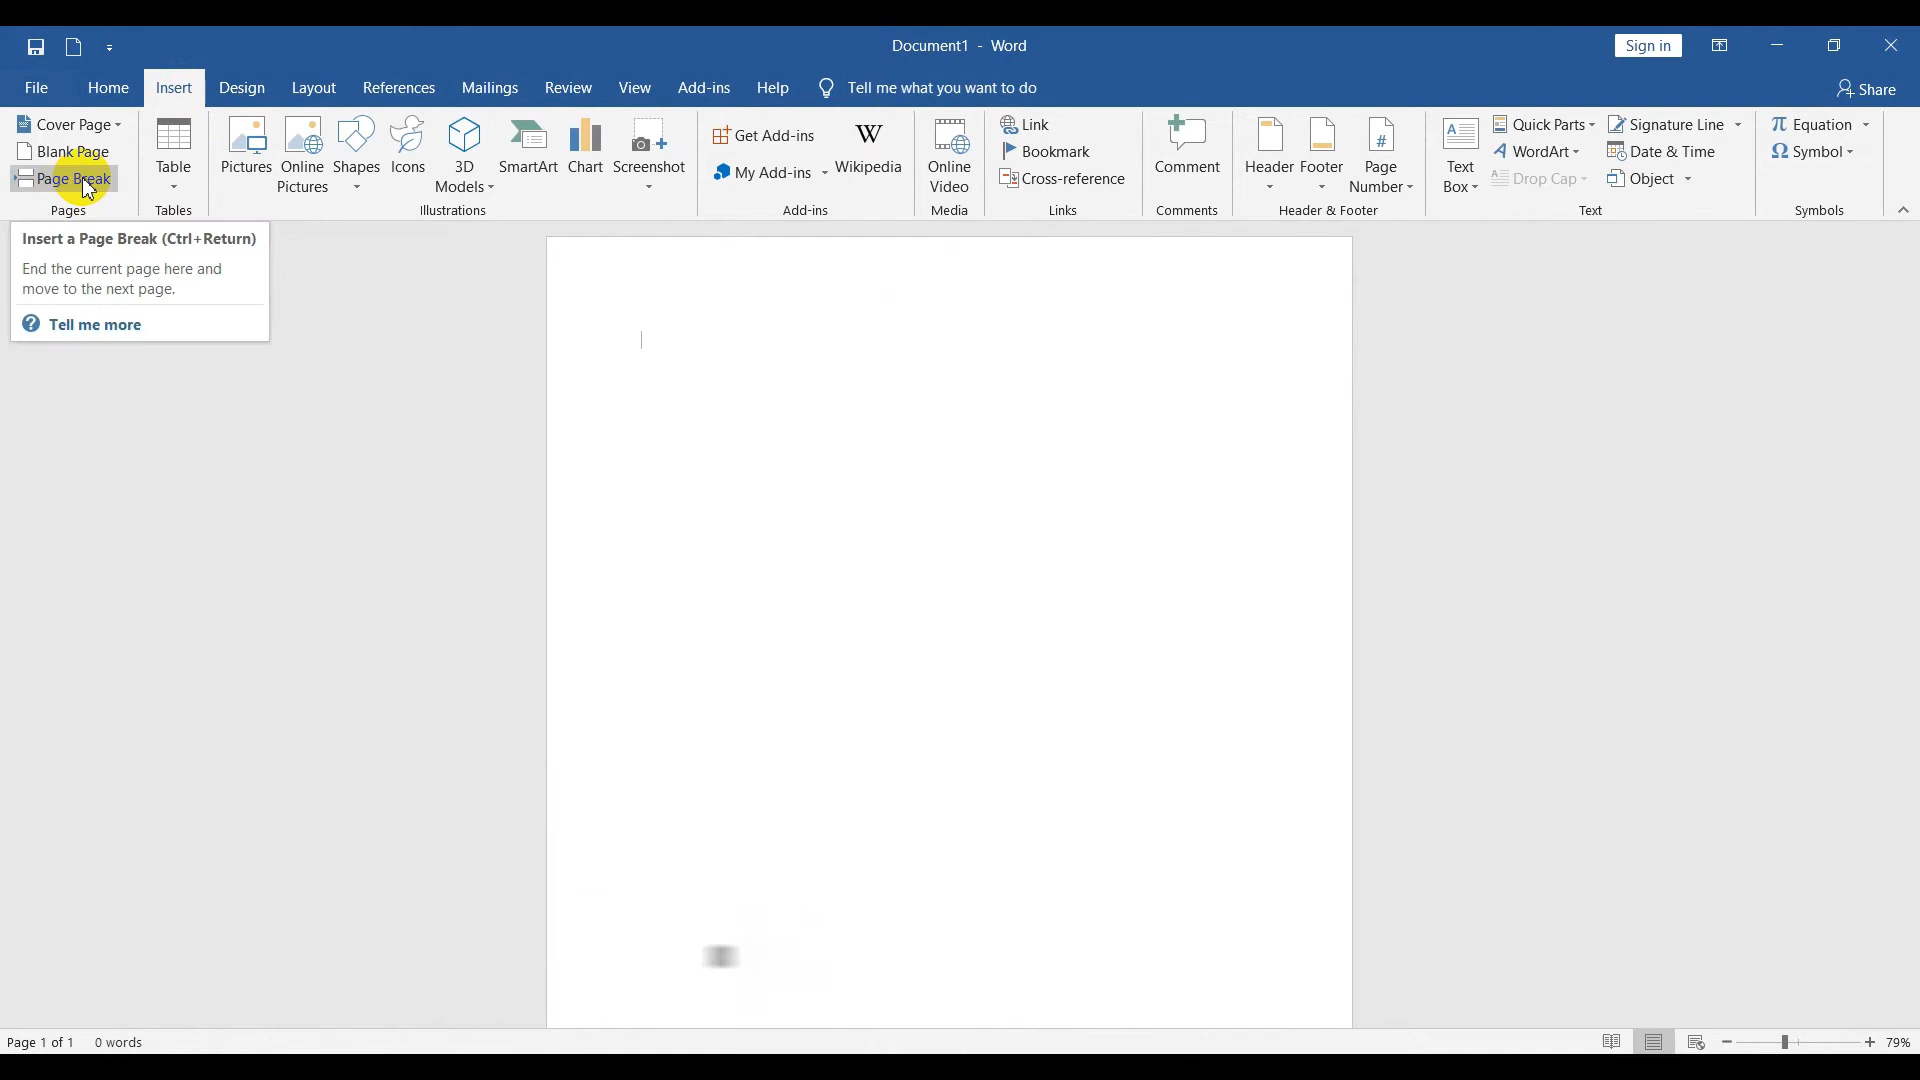 Document1 - Word
Sign in
File Home Insert Design Layout References Mailings Review View Add-ins Help Tell me what you want to do
Share
Cover Page
Blank Page
Page Break
Pages
Table
Tables
Pictures
Online
Pictures
Shapes
Icons
3D
Models
SmartArt
Chart
Screenshot
Illustrations
Get Add-ins
My Add-ins
W
Wikipedia
Add-ins
Online
Video
Media
Link
Bookmark
Cross-reference
Links
Comment
Comments
Header
Footer
#
Page
Number
Header & Footer
A
Text
Box
Quick Parts
A WordArt
A Drop Cap
Signature Line
Date & Time
Object
Text
π Equation
Ω Symbol
Symbols
Insert a Page Break (Ctrl+Return)
End the current page here and
move to the next page.
? Tell me more
Page 1 of 1 0 words
79%